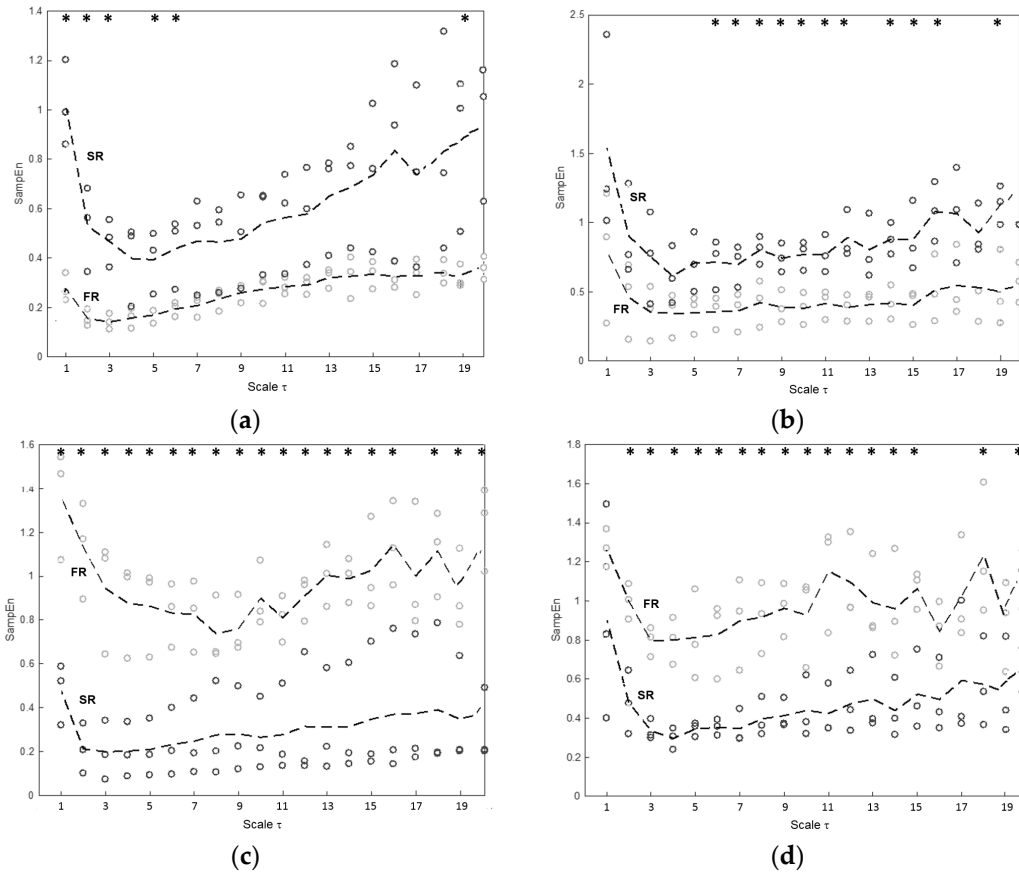 * * * * * *
1.4
1.2
1
0.8
0.6
0.4
0.2
0
SampEn
SR
FR
1 3 5 7 9 11 13 15 17 19
Scale τ
(a)
* * * * * * * * * * *
2.5
2
1.5
1
0.5
0
SampEn
SR
FR
1 3 5 7 9 11 13 15 17 19
Scale τ
(b)
* * * * * * * * * * * * * * * * * * *
1.6
1.4
1.2
1
0.8
0.6
0.4
0.2
0
SampEn
FR
SR
1 3 5 7 9 11 13 15 17 19
Scale τ
(c)
* * * * * * * * * * * * * * * *
1.8
1.6
1.4
1.2
1
0.8
0.6
0.4
0.2
0
SampEn
FR
SR
1 3 5 7 9 11 13 15 17 19
Scale τ
(d)